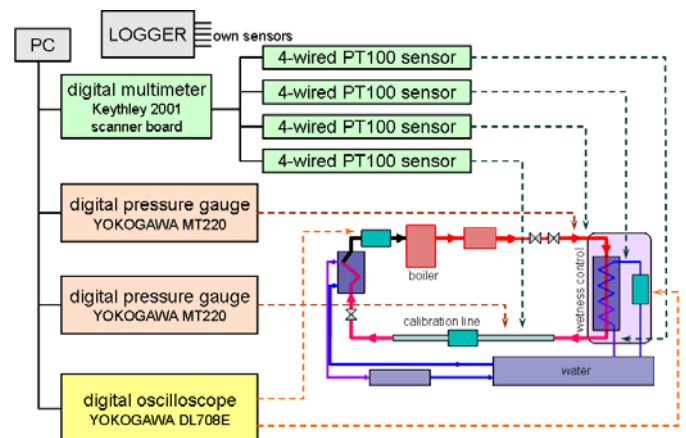 PC
LOGGER
own sensors
4-wired PT100 sensor
4-wired PT100 sensor
4-wired PT100 sensor
4-wired PT100 sensor
digital multimeter
Keythley 2001
scanner board
digital pressure gauge
YOKOGAWA MT220
digital pressure gauge
YOKOGAWA MT220
digital oscilloscope
YOKOGAWA DL708E
boiler
wetness control
calibration line
water